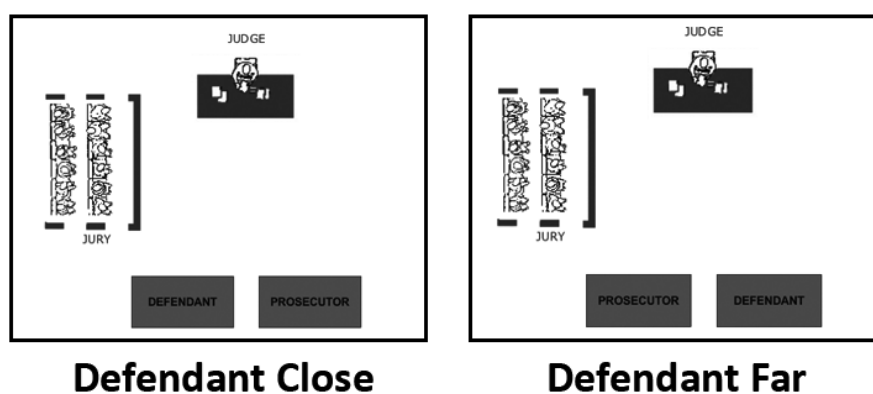 JUDGE
JURY
DEFENDANT PROSECUTOR
Defendant Close
JUDGE
JURY
PROSECUTOR DEFENDANT
Defendant Far